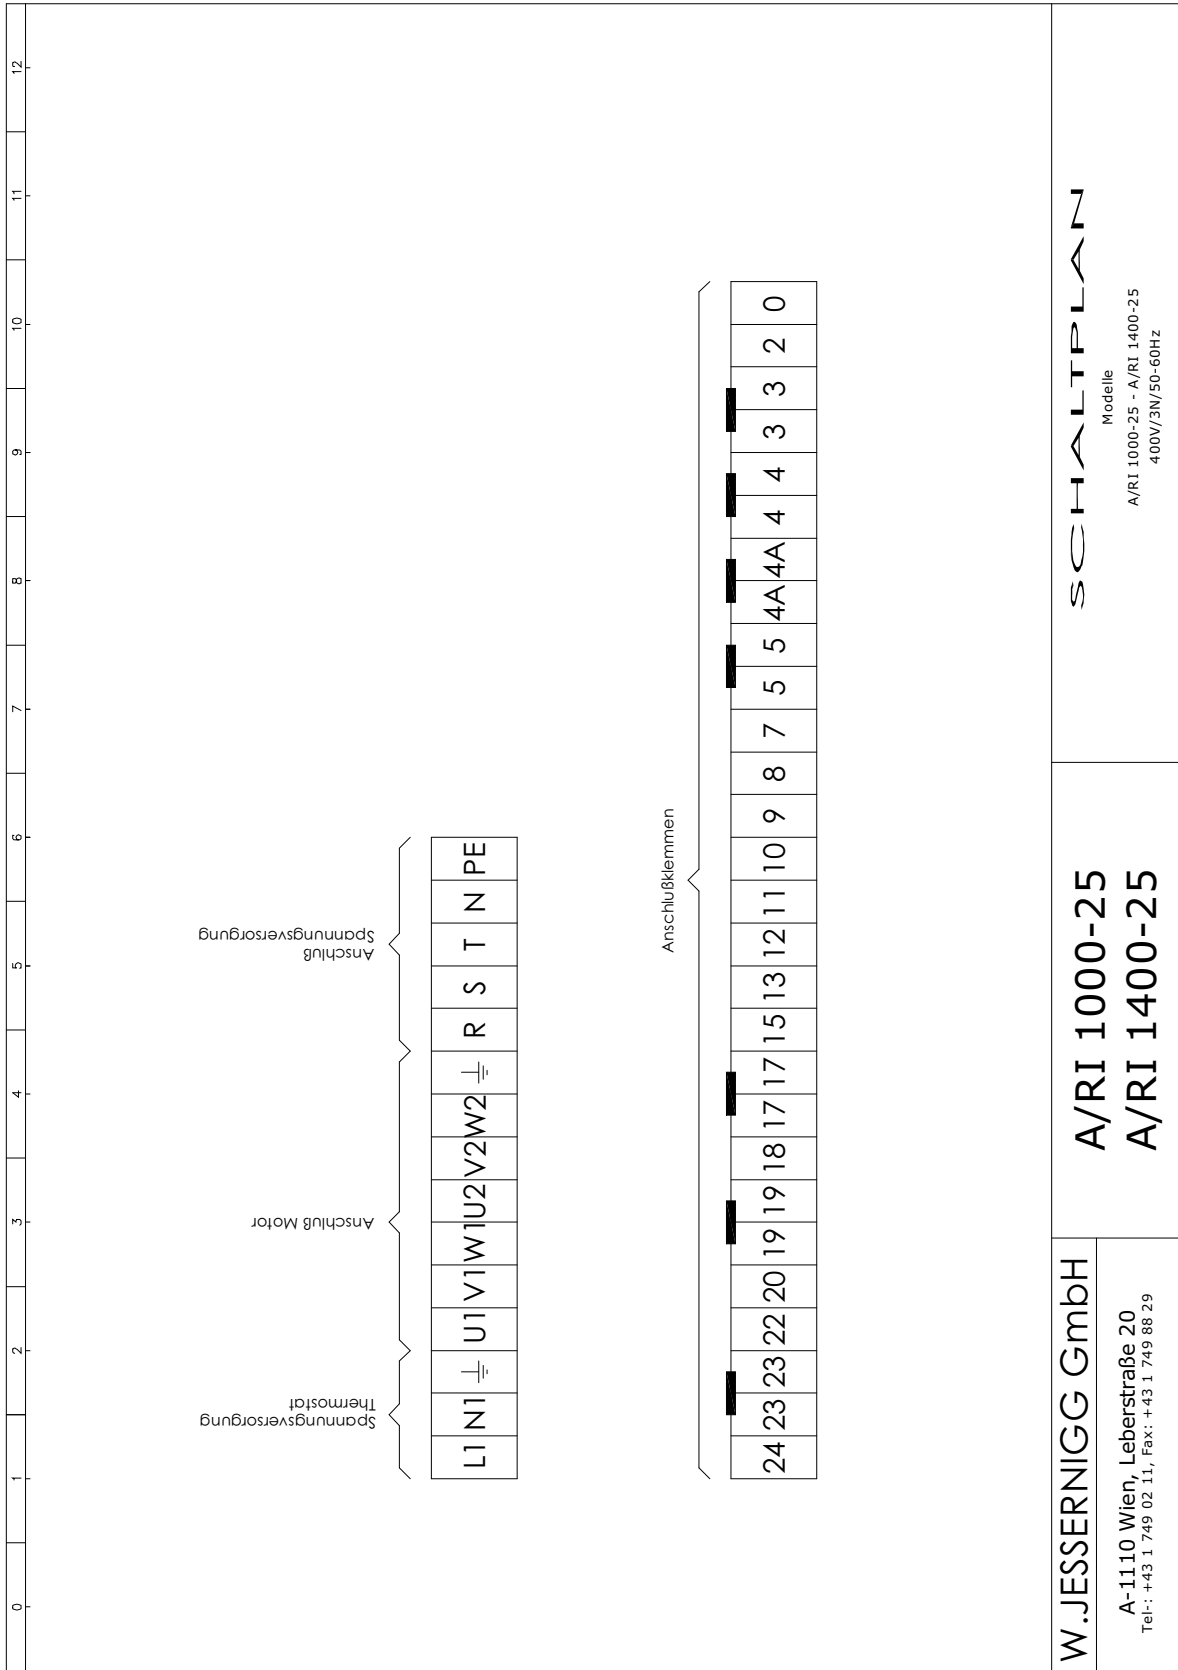 0 1 2 3 4 5 6 7 8 9 10 11 12
Spannungsversorgung
Thermostat
Anschluß Motor
Anschluß
Spannungsversorgung
L1 N1 ⏚ U1 V1 W1 U2 V2 W2 ⏚ R S T N PE
Anschlußklemmen
24 23 23 22 20 19 19 18 17 17 15 13 12 11 10 9 8 7 5 5 4A 4A 4 4 3 3 2 0
W.JESSERNIGG GmbH
A-1110 Wien, Leberstraße 20
Tel-: +43 1 749 02 11, Fax: +43 1 749 88 29
A/RI 1000-25
A/RI 1400-25
SCHALTPLAN
Modelle
A/RI 1000-25 - A/RI 1400-25
400V/3N/50-60Hz